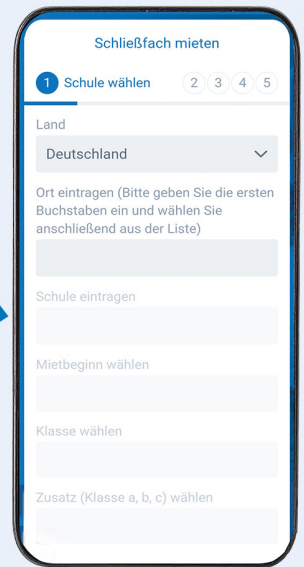 Schließfach mieten
1 Schule wählen 2 3 4 5
Land
Deutschland
Ort eintragen (Bitte geben Sie die ersten
Buchstaben ein und wählen Sie
anschließend aus der Liste)
Schule eintragen
Mietbeginn wählen
Klasse wählen
Zusatz (Klasse a, b, c) wählen